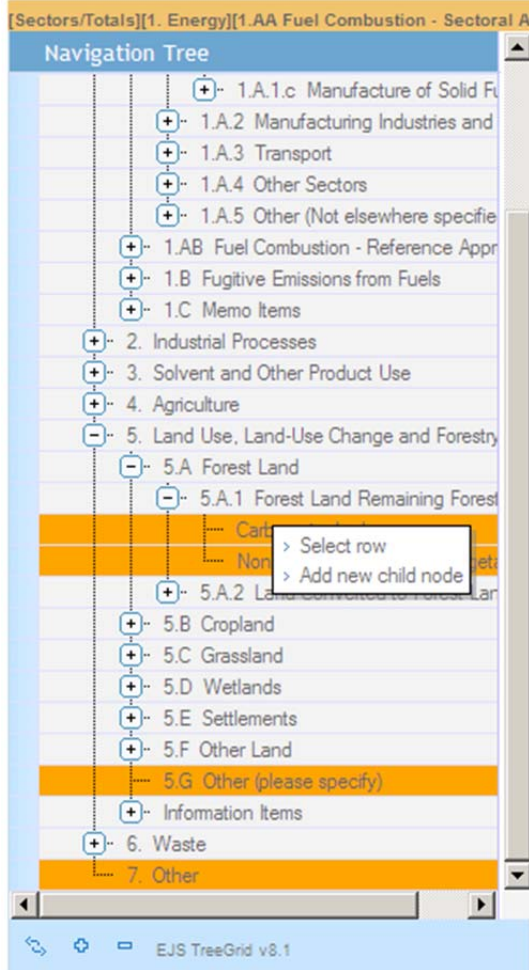 [Sectors/Totals][1. Energy][1.AA Fuel Combustion - Sectoral A
Navigation Tree
1.A.1.c Manufacture of Solid Fu
1.A.2 Manufacturing Industries and
1.A.3 Transport
1.A.4 Other Sectors
1.A.5 Other (Not elsewhere specifie
1.AB Fuel Combustion - Reference Appr
1.B Fugitive Emissions from Fuels
1.C Memo Items
2. Industrial Processes
3. Solvent and Other Product Use
4. Agriculture
5. Land Use, Land-Use Change and Forestry
5.A Forest Land
5.A.1 Forest Land Remaining Forest
> Select row
> Add new child node
5.A.2
5.B Cropland
5.C Grassland
5.D Wetlands
5.E Settlements
5.F Other Land
5.G Other (please specify)
Information Items
6. Waste
7. Other
EJS TreeGrid v8.1